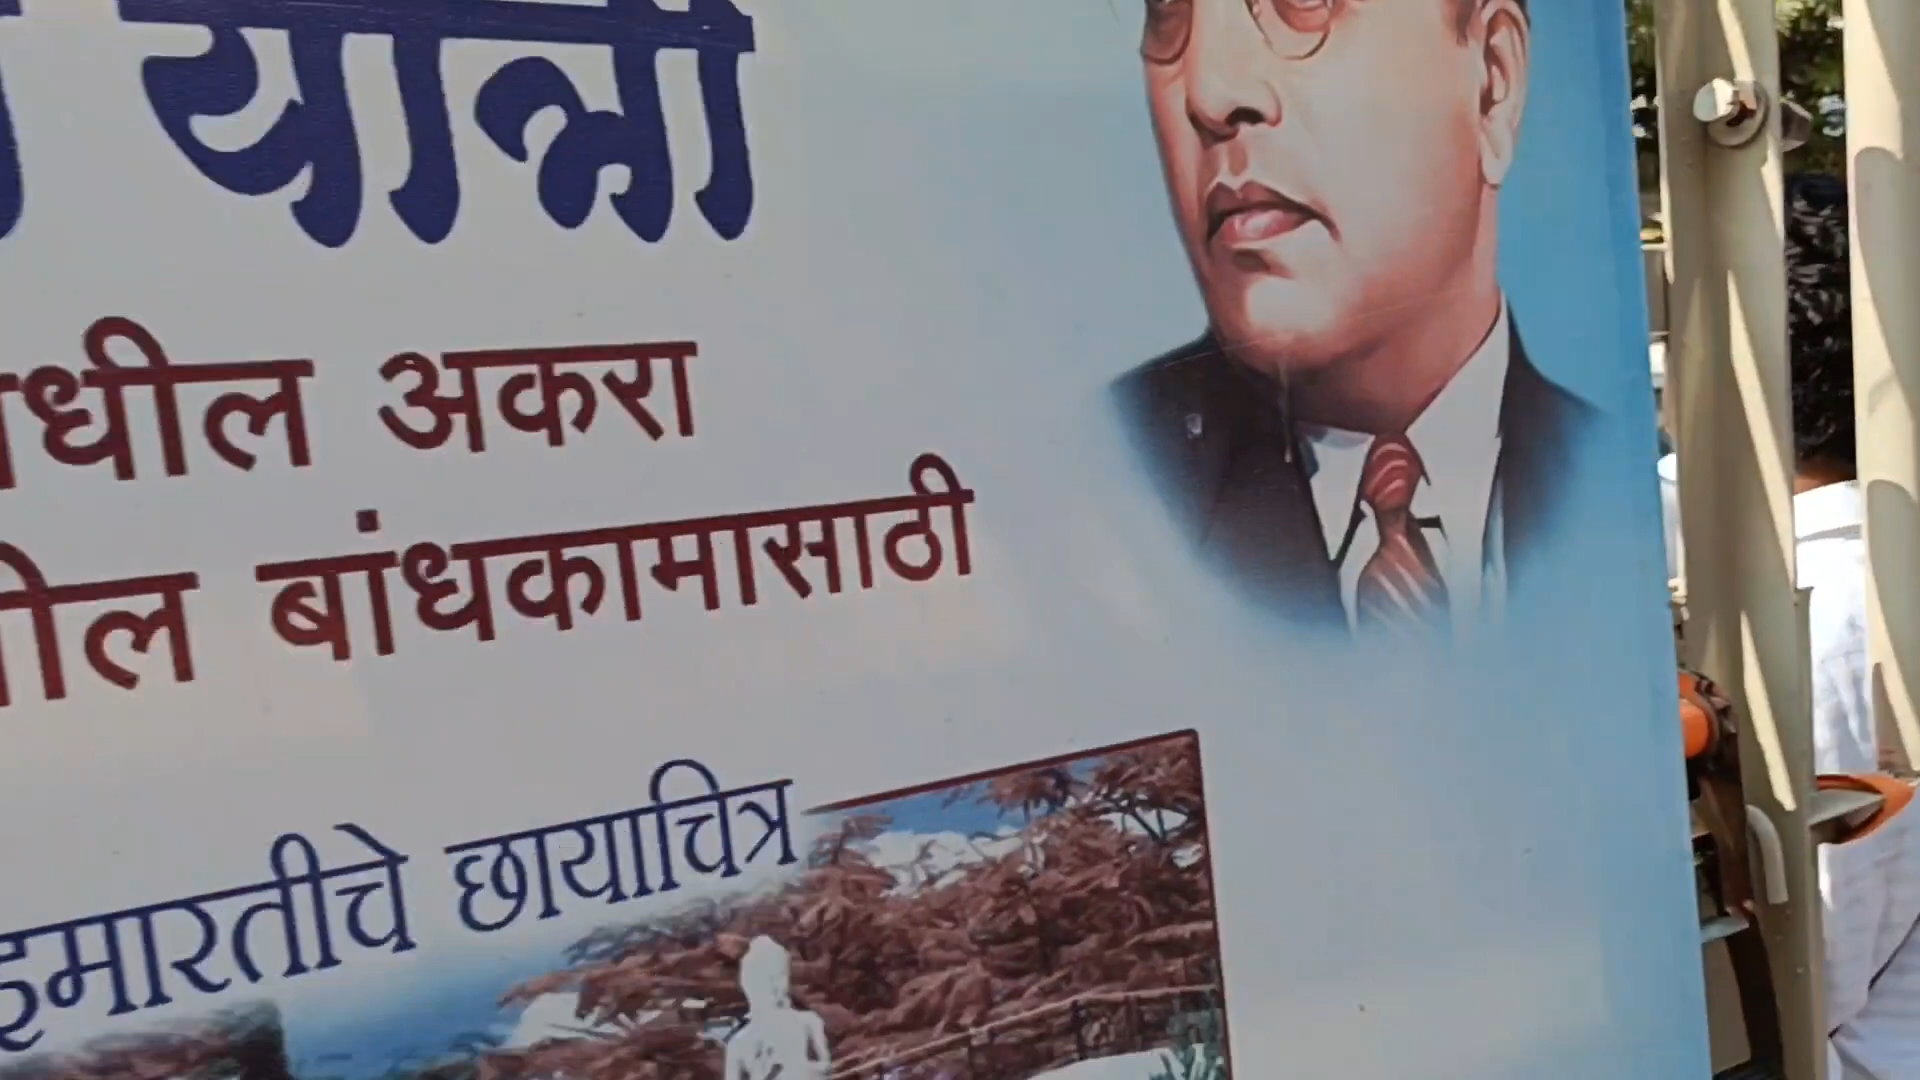 यांनी
धील अकरा
ील बांधकामासाठी
इमारतीचे छायाचित्र